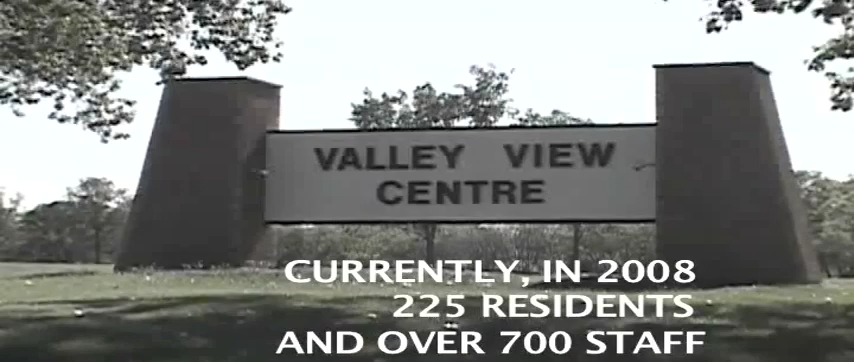 VALLEY VIEW
CENTRE
CURRENTLY, IN 2008
225 RESIDENTS
AND OVER 700 STAFF